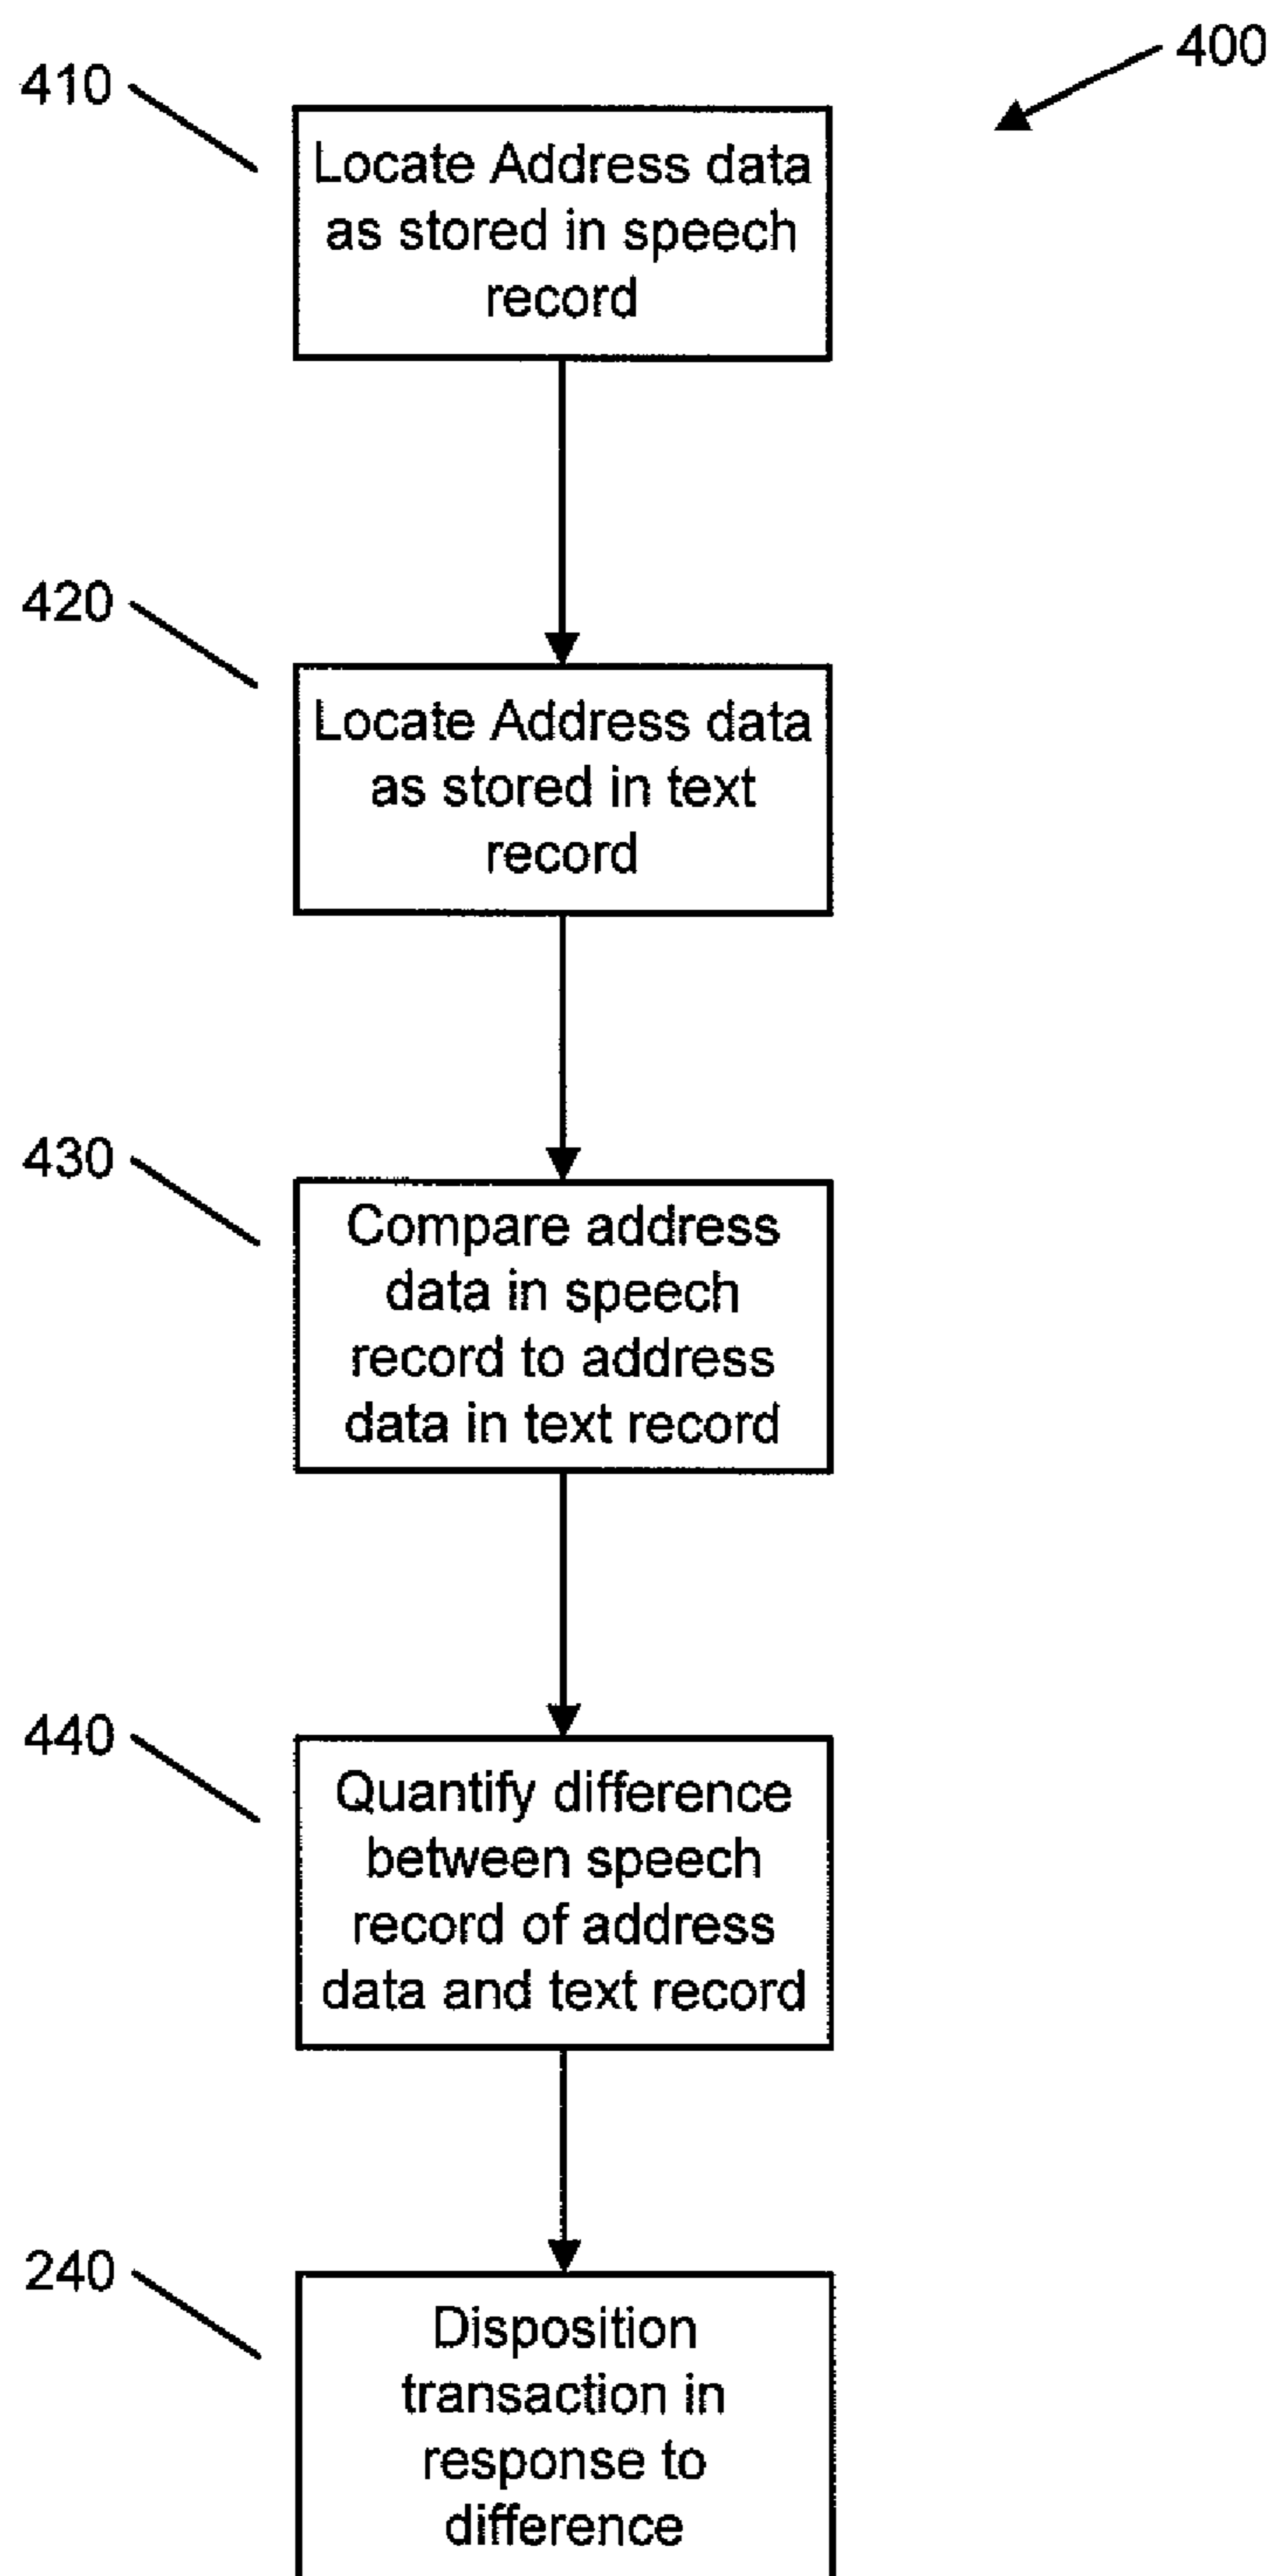 400
410
Locate Address data
as stored in speech
record
420
Locate Address data
as stored in text
record
430
Compare address
data in speech
record to address
data in text record
440
Quantify difference
between speech
record of address
data and text record
240
Disposition
transaction in
response to
difference